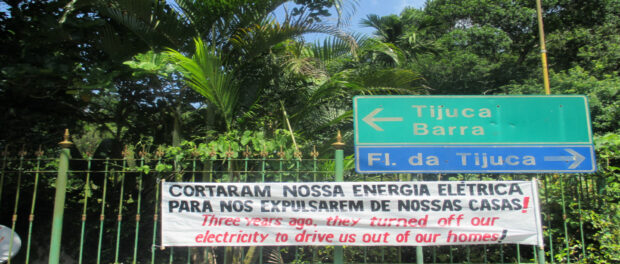 Tijuca
Barra
Fl. da Tijuca
CORTARAM NOSSA ENERGIA ELÉTRICA
PARA NOS EXPULSAREM DE NOSSAS CASAS!
Three years ago, they turned off our
electricity to drive us out of our homes!